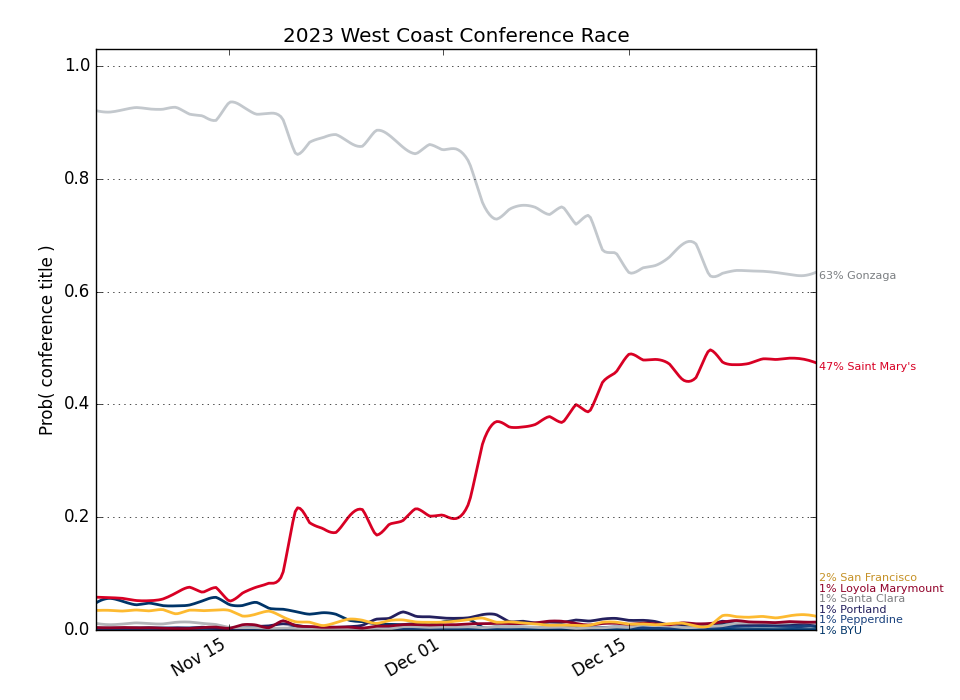 2023 West Coast Conference Race
Prob( conference title )
1.0
0.8
0.6
0.4
0.2
0.0
Nov 15
Dec 01
Dec 15
63% Gonzaga
47% Saint Mary's
2% San Francisco
1% Loyola Marymount
1% Santa Clara
1% Portland
1% Pepperdine
1% BYU